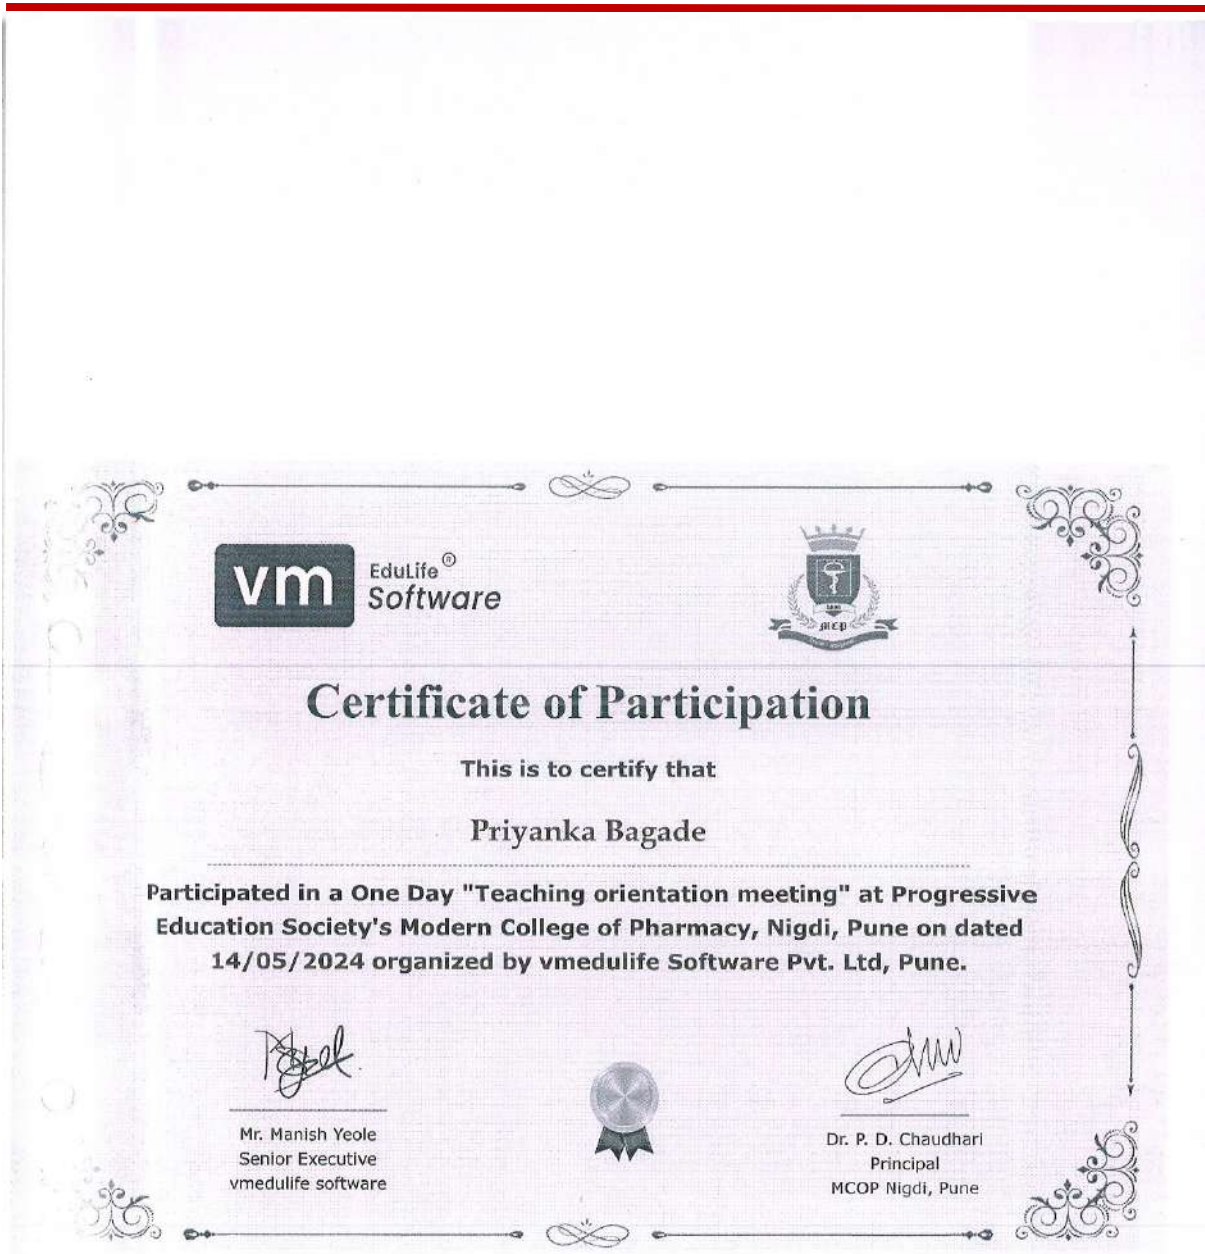 vm EduLife®
Software
MCP
Certificate of Participation
This is to certify that
Priyanka Bagade
Participated in a One Day "Teaching orientation meeting" at Progressive
Education Society's Modern College of Pharmacy, Nigdi, Pune on dated
14/05/2024 organized by vmedulife Software Pvt. Ltd, Pune.
Mr. Manish Yeole
Senior Executive
vmedulife software
Dr. P. D. Chaudhari
Principal
MCOP Nigdi, Pune